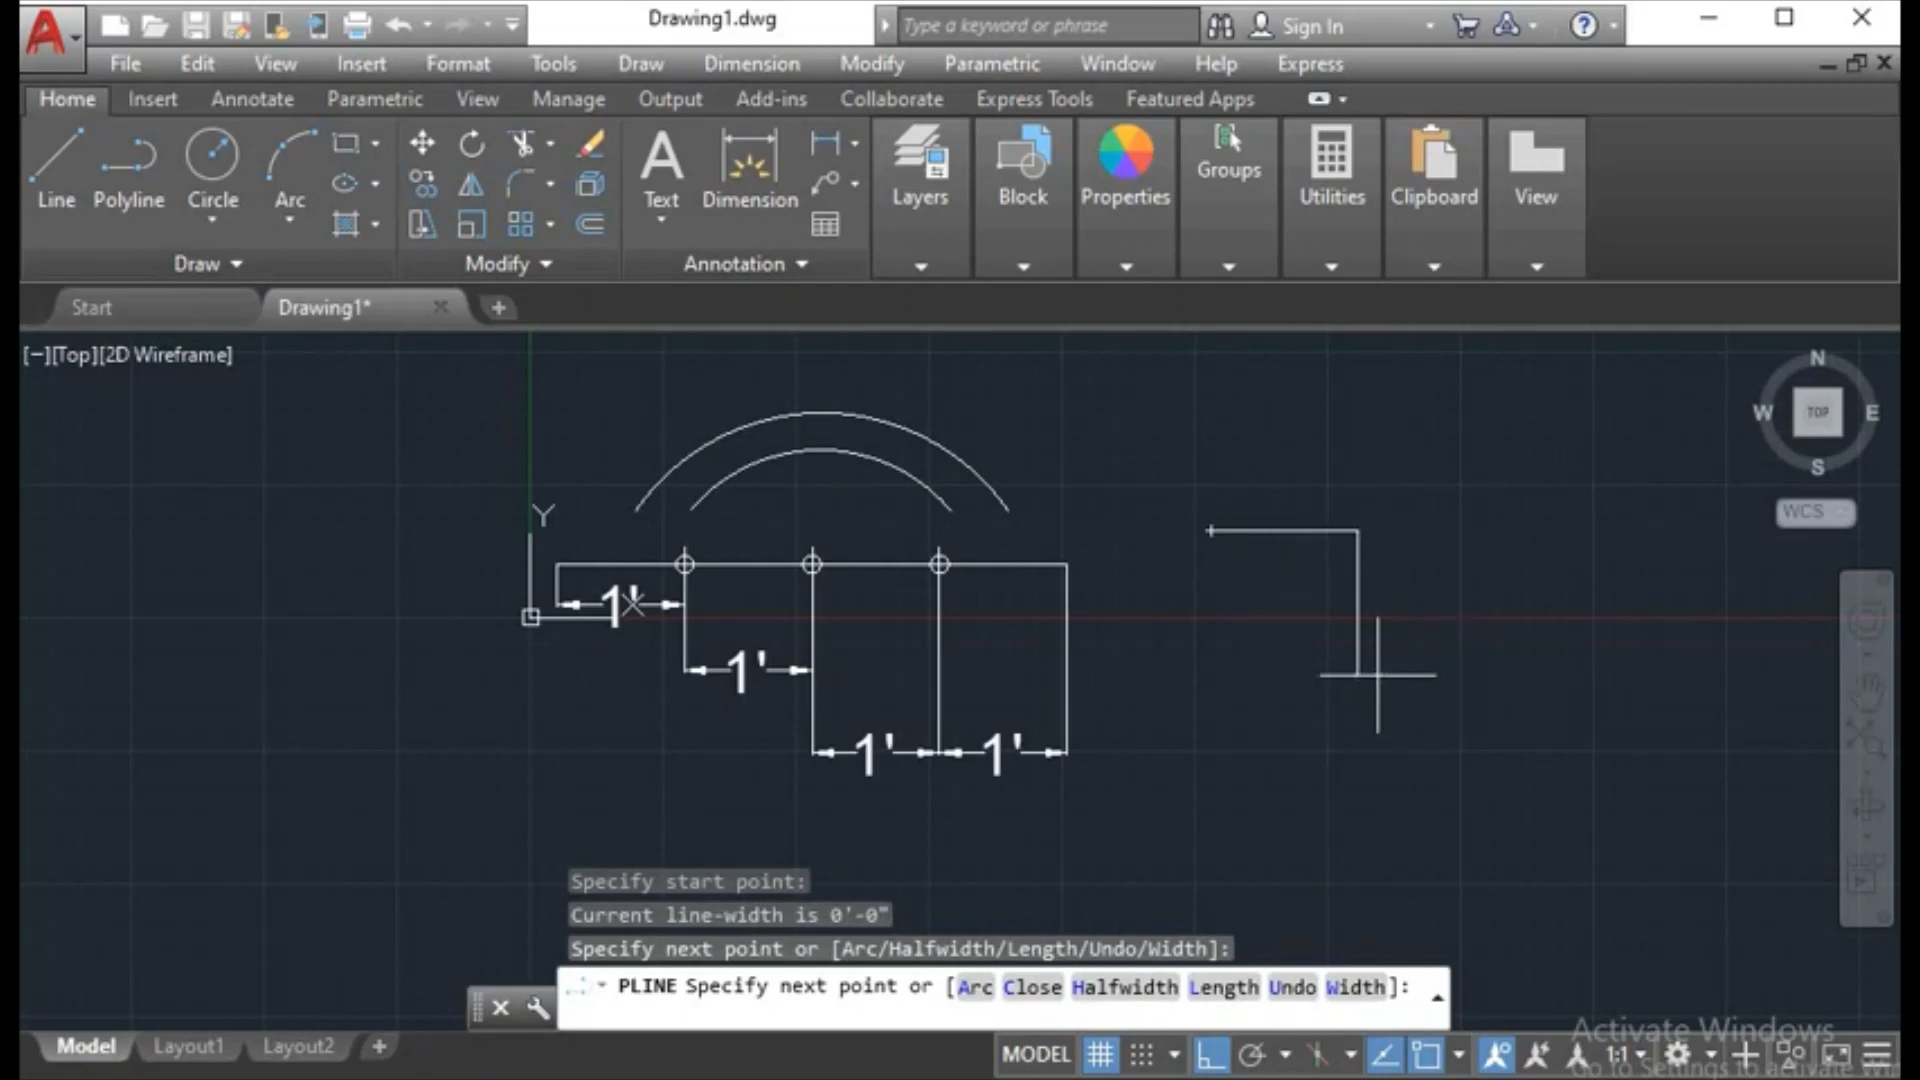 Drawing1.dwg
Type a keyword or phrase
Sign In
File Edit View Insert Format Tools Draw Dimension Modify Parametric Window Help Express
Home Insert Annotate Parametric View Manage Output Add-ins Collaborate Express Tools Featured Apps
Line Polyline Circle Arc Text Dimension Layers Block Properties Groups Utilities Clipboard View
Draw Modify Annotation
Start Drawing1*
[−][Top][2D Wireframe]
N
W TOP E
S
WCS
Y
1'
1'
1' 1'
Specify start point:
Current line-width is 0'-0"
Specify next point or [Arc/Halfwidth/Length/Undo/Width]:
PLINE Specify next point or [Arc Close Halfwidth Length Undo Width]:
Activate Windows
Go to Settings to activate
Model Layout1 Layout2
MODEL 1:1